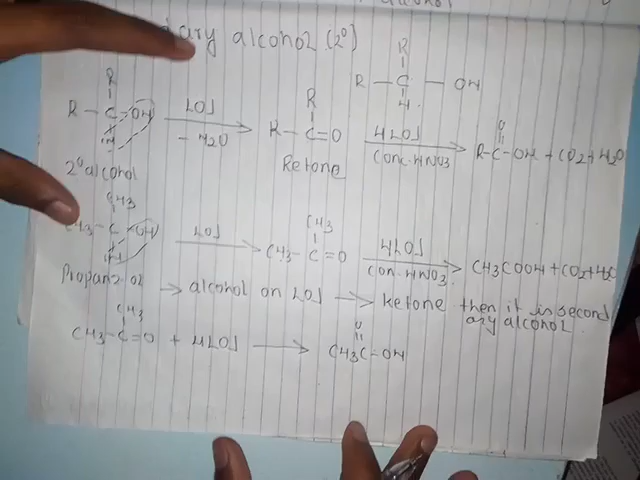 ary alcohol (2°)
R
R – C – OH
H
R
R – C = OH
H
[O]
– H2O
R
R – C = O
4[O]
Conc. HNO3
O
R-C-OH + CO2 + H2O
2° alcohol
Ketone
CH3
CH3 – C – OH
H
[O]
CH3
CH3 – C = O
4[O]
Con. HNO3
CH3COOH + CO2 + H2O
Propan 2 ol
→ alcohol on [O] → ketone then it is second
ary alcohol.
CH3
CH3 – C = O + 4[O] →
O
CH3C – OH